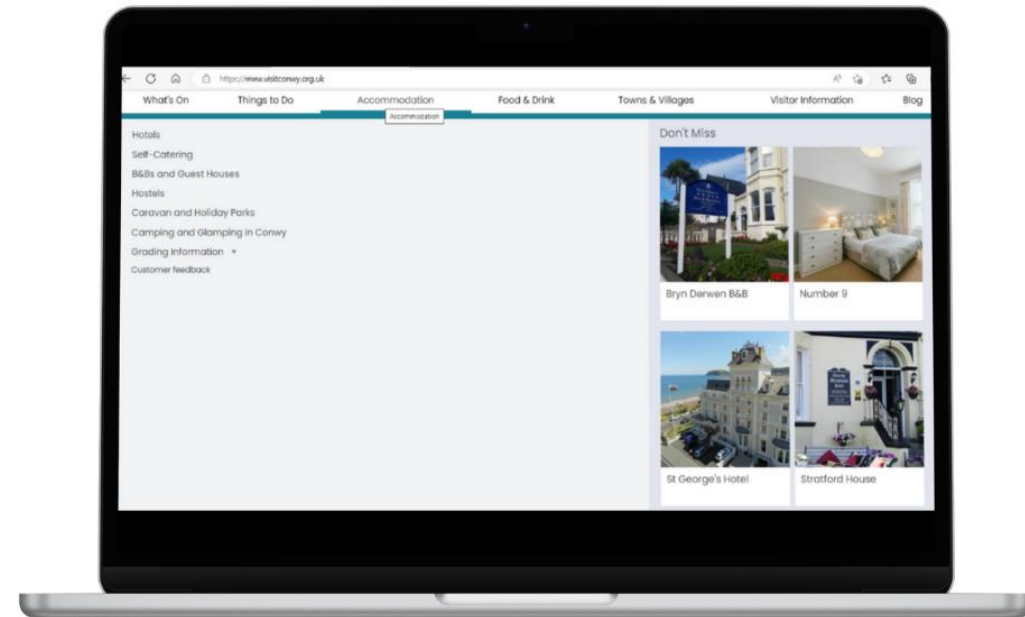 https://www.visitconwy.org.uk
What's On Things to Do Accommodation Food & Drink Towns & Villages Visitor Information Blog
Accommodation
Hotels
Self-Catering
B&Bs and Guest Houses
Hostels
Caravan and Holiday Parks
Camping and Glamping in Conwy
Grading Information
Customer feedback
Don't Miss
Bryn Derwen B&B
Number 9
St George's Hotel
Stratford House